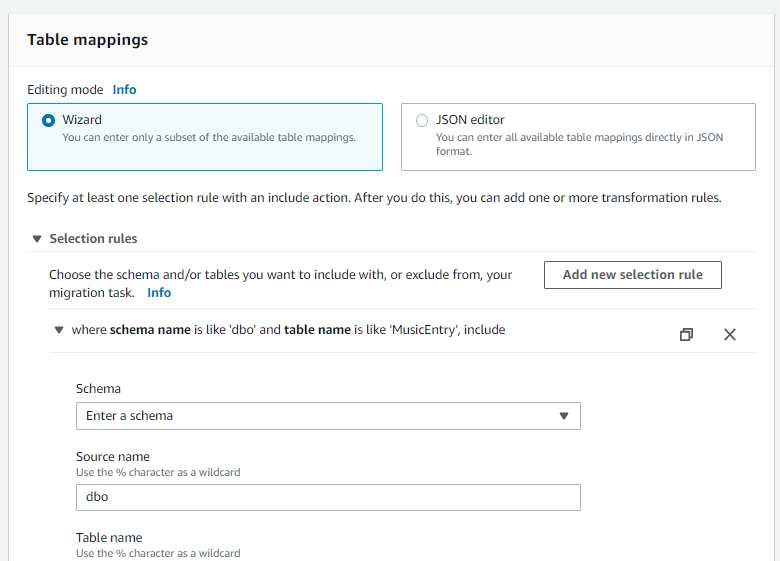 Table mappings
Editing mode Info
Wizard
You can enter only a subset of the available table mappings.
JSON editor
You can enter all available table mappings directly in JSON
format.
Specify at least one selection rule with an include action. After you do this, you can add one or more transformation rules.
Selection rules
Choose the schema and/or tables you want to include with, or exclude from, your
migration task. Info
Add new selection rule
where schema name is like 'dbo' and table name is like 'MusicEntry', include
Schema
Enter a schema
Source name
Use the % character as a wildcard
dbo
Table name
Use the % character as a wildcard